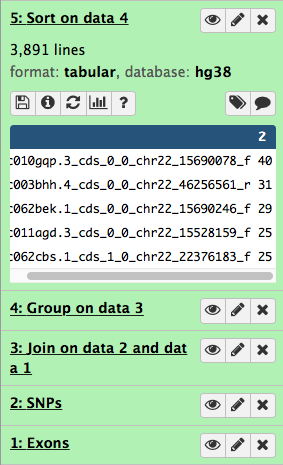 5: Sort on data 4
3,891 lines
format: tabular, database: hg38
?
2
c010gqp.3_cds_0_0_chr22_15690078_f 40
c003bhh.4_cds_0_0_chr22_46256561_r 31
c062bek.1_cds_0_0_chr22_15690246_f 29
c011agd.3_cds_0_0_chr22_15528159_f 25
c062cbs.1_cds_1_0_chr22_22376183_f 25
4: Group on data 3
3: Join on data 2 and dat
a 1
2: SNPs
1: Exons